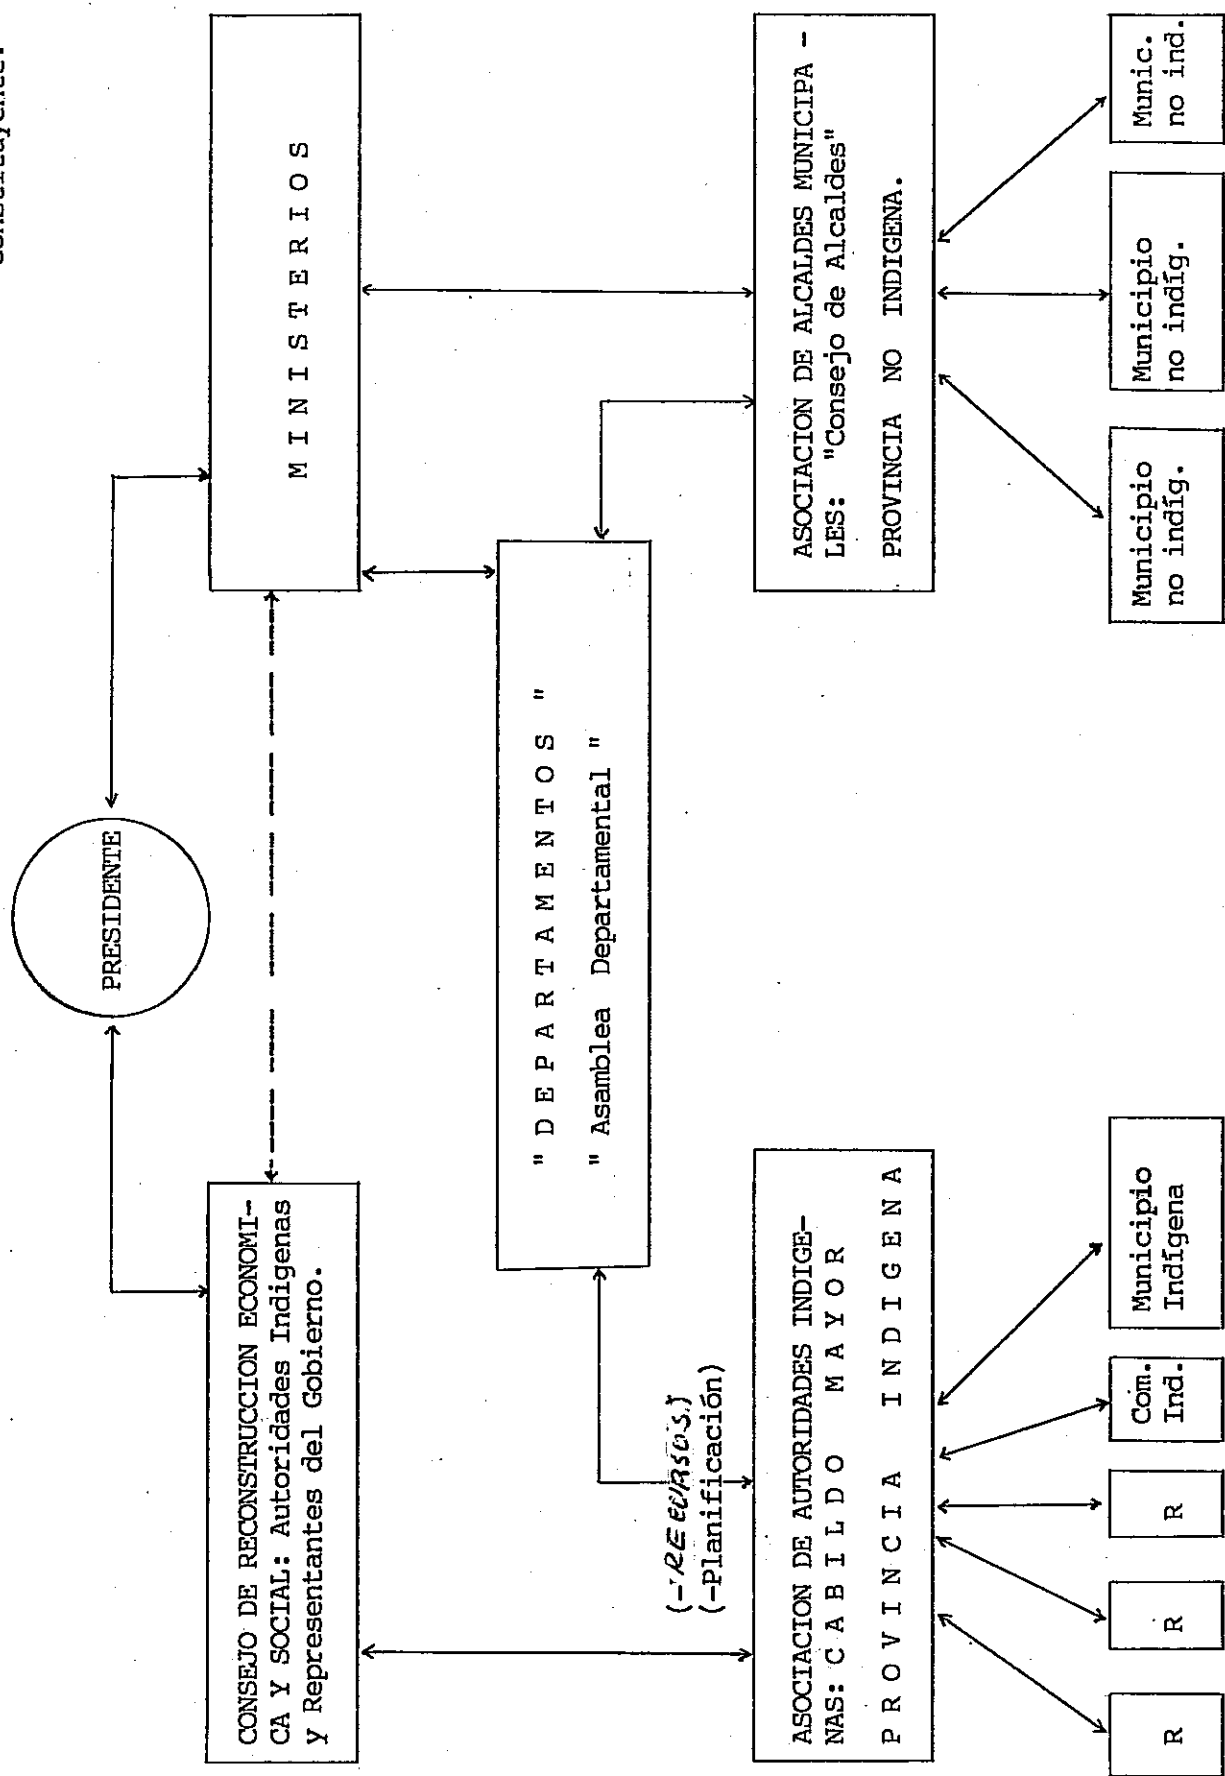 constituyente.
PRESIDENTE
CONSEJO DE RECONSTRUCCION ECONOMI-
CA Y SOCIAL: Autoridades Indigenas
y Representantes del Gobierno.
M I N I S T E R I O S
" D E P A R T A M E N T O S "
" Asamblea Departamental "
(-RECURSOS.)
(-Planificación)
ASOCIACION DE AUTORIDADES INDIGE-
NAS: C A B I L D O M A Y O R
P R O V I N C I A I N D I G E N A
ASOCIACION DE ALCALDES MUNICIPA -
LES: "Consejo de Alcaldes"
PROVINCIA NO INDIGENA.
R
R
R
Com.
Ind.
Municipio
Indígena
Municipio
no indíg.
Municipio
no indíg.
Munic.
no ind.